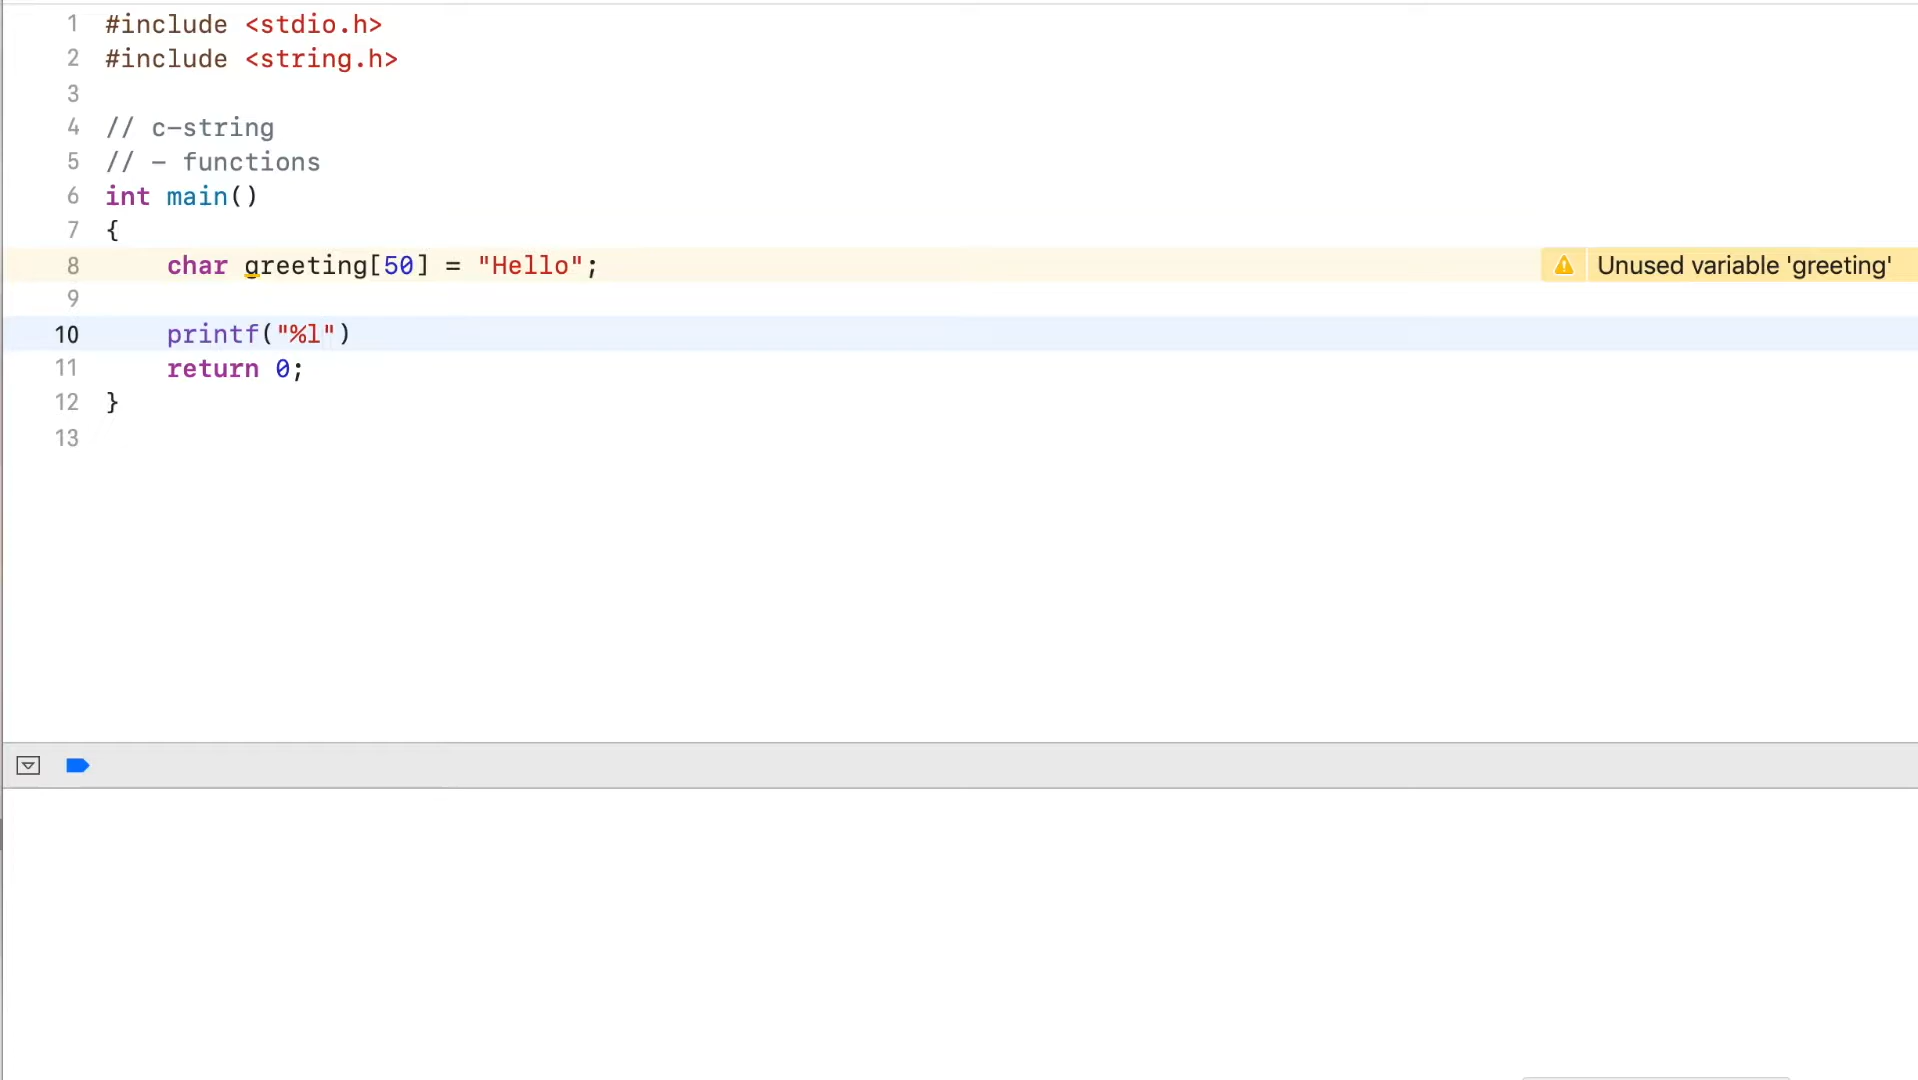 1 #include <stdio.h>
2 #include <string.h>
3
4 // c-string
5 // - functions
6 int main()
7 {
8     char greeting[50] = "Hello"; Unused variable 'greeting'
9
10     printf("%l")
11     return 0;
12 }
13